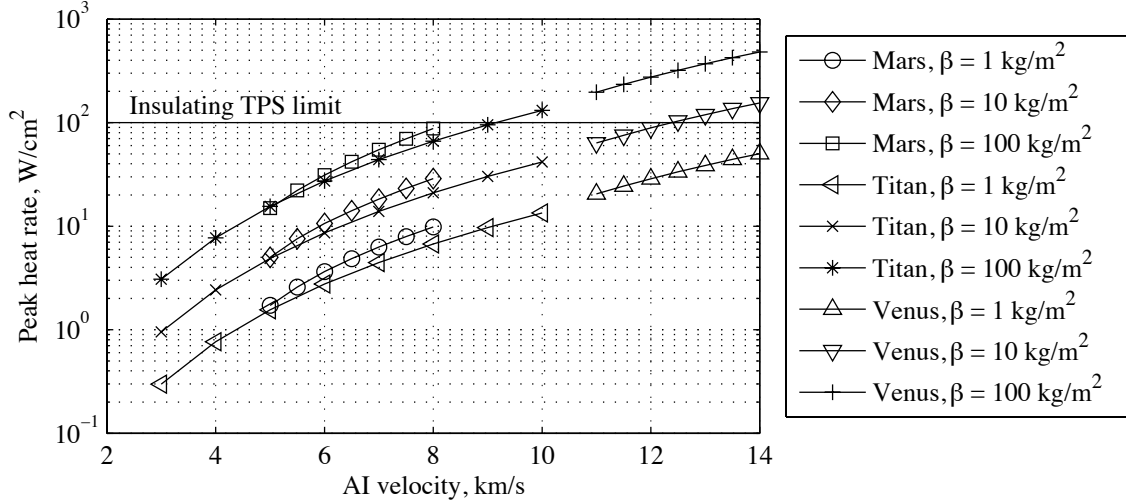 10^3
10^2
10^1
10^0
10^-1
Peak heat rate, W/cm^2
Insulating TPS limit
2 4 6 8 10 12 14
AI velocity, km/s
Mars, β = 1 kg/m^2
Mars, β = 10 kg/m^2
Mars, β = 100 kg/m^2
Titan, β = 1 kg/m^2
Titan, β = 10 kg/m^2
Titan, β = 100 kg/m^2
Venus, β = 1 kg/m^2
Venus, β = 10 kg/m^2
Venus, β = 100 kg/m^2